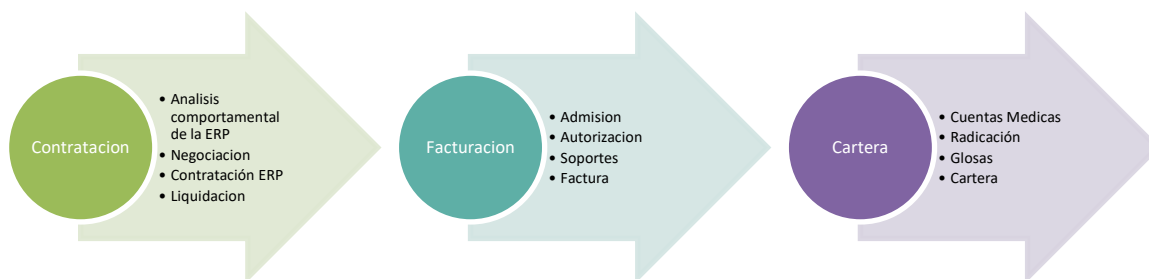 Contratacion
• Analisis
comportamental
de la ERP
• Negociacion
• Contratación ERP
• Liquidacion
Facturacion
• Admision
• Autorizacion
• Soportes
• Factura
Cartera
• Cuentas Medicas
• Radicación
• Glosas
• Cartera